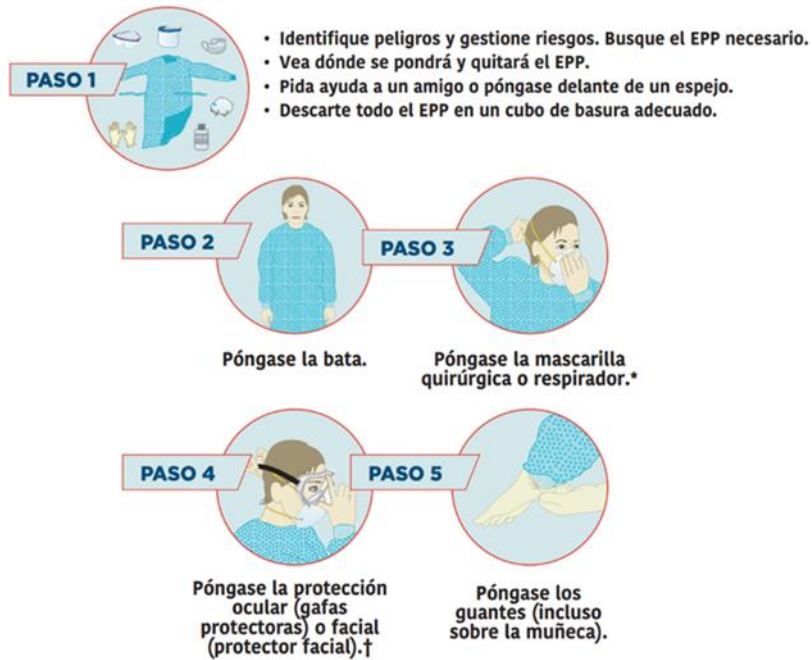 PASO 1
• Identifique peligros y gestione riesgos. Busque el EPP necesario.
• Vea dónde se pondrá y quitará el EPP.
• Pida ayuda a un amigo o póngase delante de un espejo.
• Descarte todo el EPP en un cubo de basura adecuado.
PASO 2
Póngase la bata.
PASO 3
Póngase la mascarilla
quirúrgica o respirador.*
PASO 4
Póngase la protección
ocular (gafas
protectoras) o facial
(protector facial).†
PASO 5
Póngase los
guantes (incluso
sobre la muñeca).